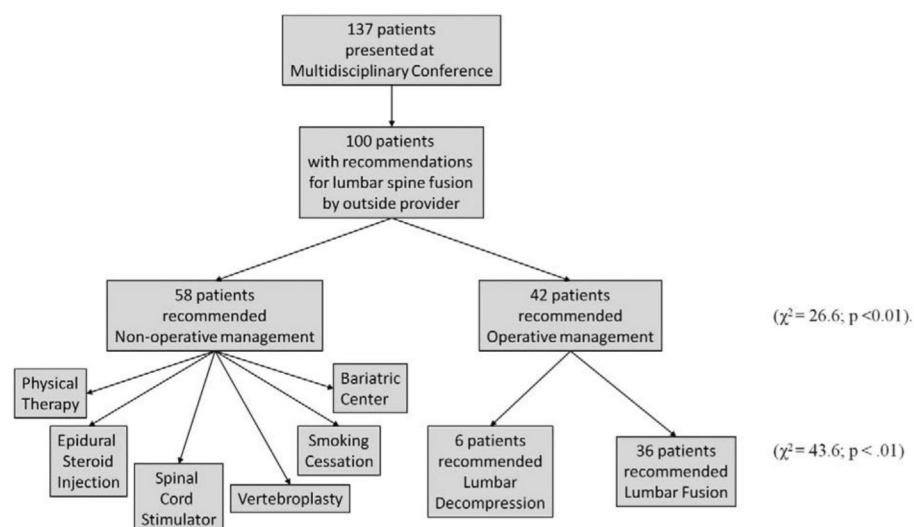 137 patients
presented at
Multidisciplinary Conference
100 patients
with recommendations
for lumbar spine fusion
by outside provider
58 patients
recommended
Non-operative management
42 patients
recommended
Operative management
(χ²= 26.6; p <0.01).
Physical
Therapy
Bariatric
Center
Epidural
Steroid
Injection
Smoking
Cessation
Spinal
Cord
Stimulator
Vertebroplasty
6 patients
recommended
Lumbar
Decompression
36 patients
recommended
Lumbar Fusion
(χ²= 43.6; p < .01)